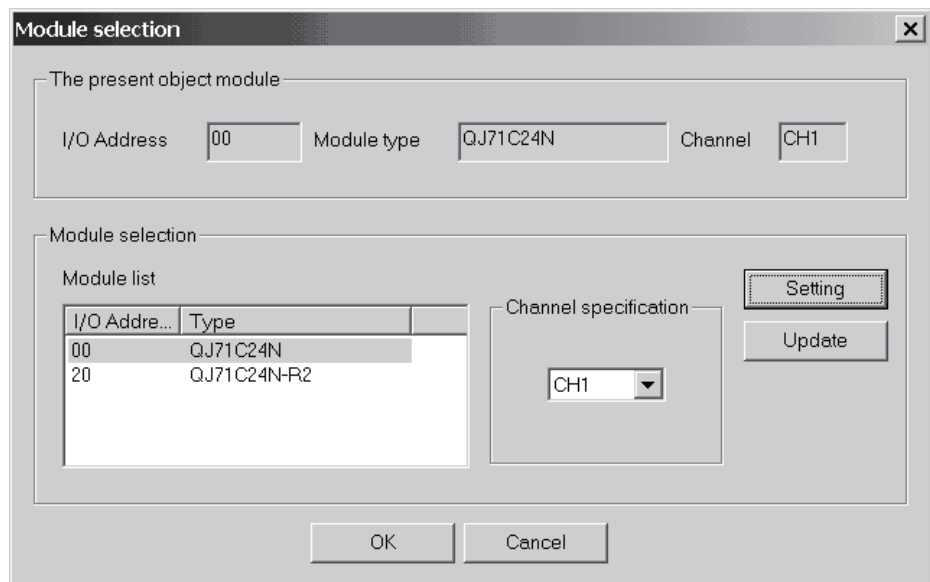 Module selection
The present object module
I/O Address 00 Module type QJ71C24N Channel CH1
Module selection
Module list
I/O Addre... Type
00 QJ71C24N
20 QJ71C24N-R2
Channel specification
CH1
Setting
Update
OK Cancel